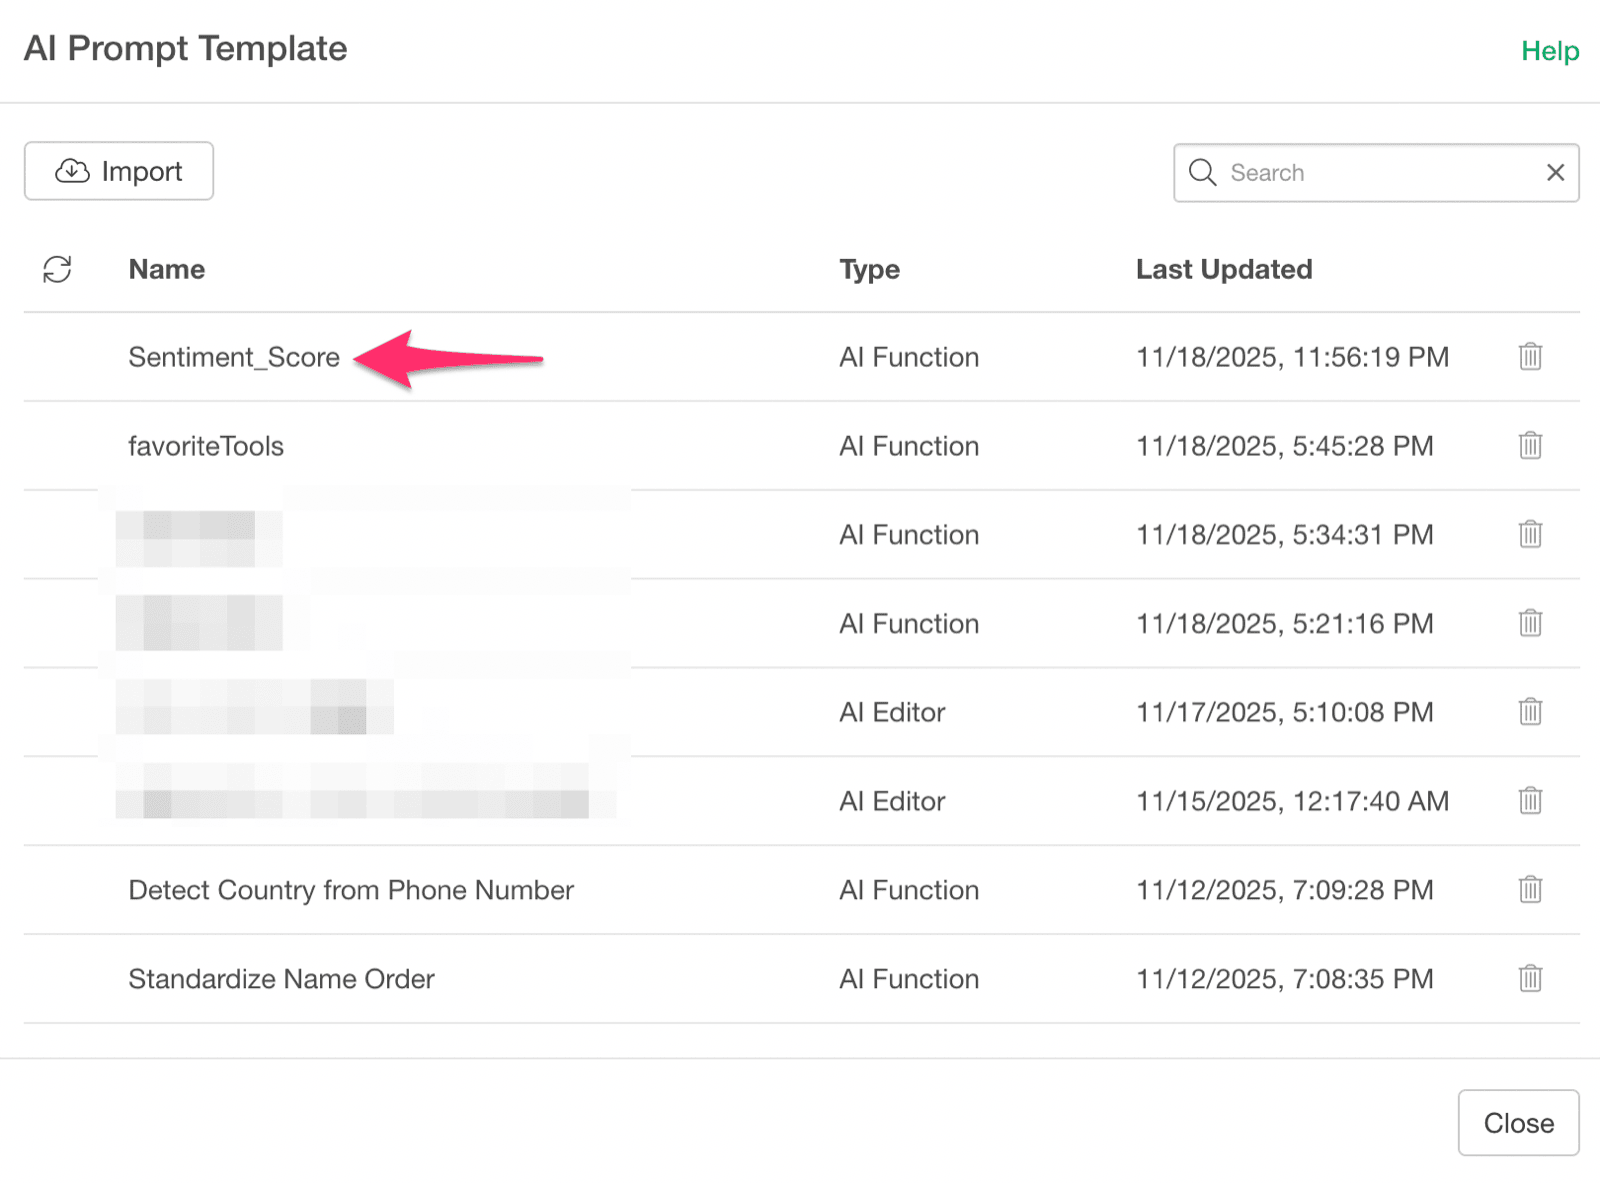 AI Prompt Template
Help
Import
Search
Name Type Last Updated
Sentiment_Score AI Function 11/18/2025, 11:56:19 PM
favoriteTools AI Function 11/18/2025, 5:45:28 PM
AI Function 11/18/2025, 5:34:31 PM
AI Function 11/18/2025, 5:21:16 PM
AI Editor 11/17/2025, 5:10:08 PM
AI Editor 11/15/2025, 12:17:40 AM
Detect Country from Phone Number AI Function 11/12/2025, 7:09:28 PM
Standardize Name Order AI Function 11/12/2025, 7:08:35 PM
Close